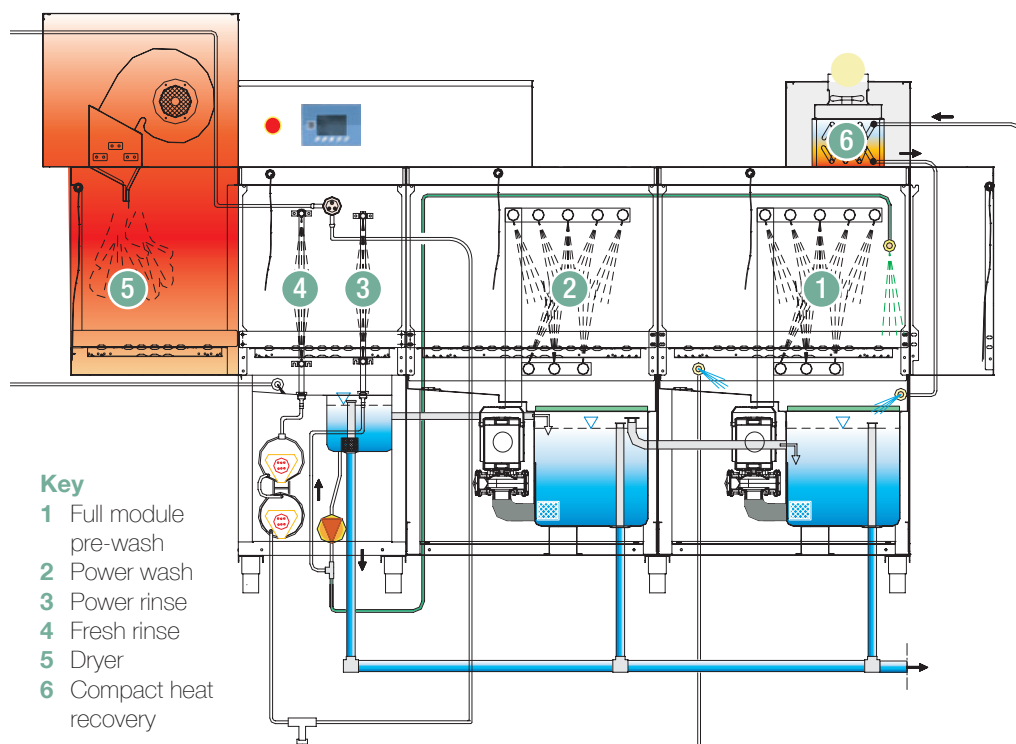 6
5
4
3
2
1
Key
1 Full module
pre-wash
2 Power wash
3 Power rinse
4 Fresh rinse
5 Dryer
6 Compact heat
recovery